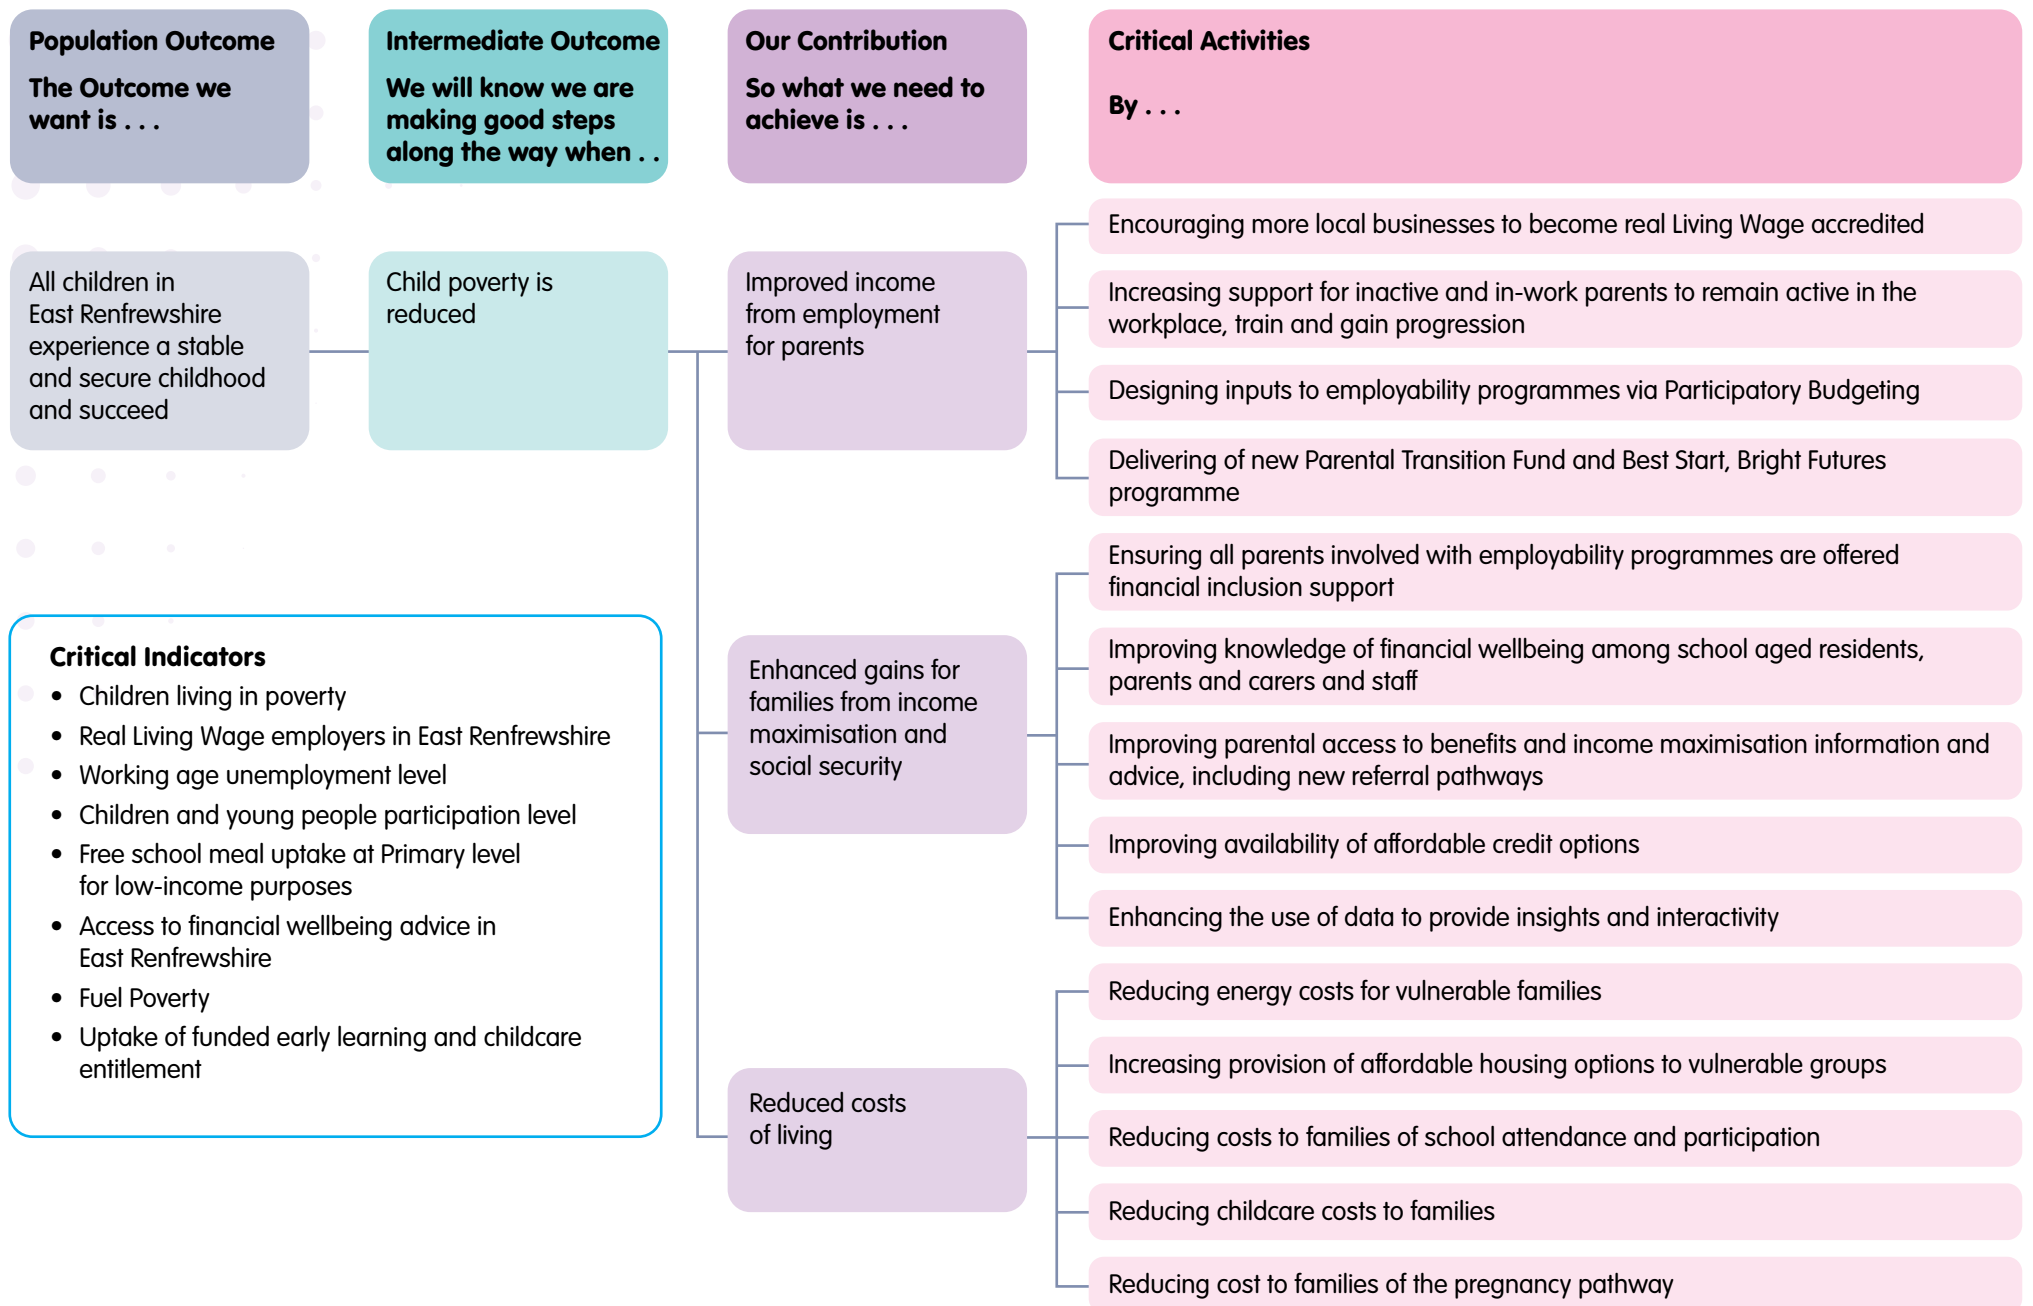 Population Outcome
The Outcome we
want is . . .
Intermediate Outcome
We will know we are
making good steps
along the way when . .
Our Contribution
So what we need to
achieve is . . .
Critical Activities
By . . .
All children in
East Renfrewshire
experience a stable
and secure childhood
and succeed
Child poverty is
reduced
Improved income
from employment
for parents
Encouraging more local businesses to become real Living Wage accredited
Increasing support for inactive and in-work parents to remain active in the
workplace, train and gain progression
Designing inputs to employability programmes via Participatory Budgeting
Delivering of new Parental Transition Fund and Best Start, Bright Futures
programme
Enhanced gains for
families from income
maximisation and
social security
Ensuring all parents involved with employability programmes are offered
financial inclusion support
Improving knowledge of financial wellbeing among school aged residents,
parents and carers and staff
Improving parental access to benefits and income maximisation information and
advice, including new referral pathways
Improving availability of affordable credit options
Enhancing the use of data to provide insights and interactivity
Reduced costs
of living
Reducing energy costs for vulnerable families
Increasing provision of affordable housing options to vulnerable groups
Reducing costs to families of school attendance and participation
Reducing childcare costs to families
Reducing cost to families of the pregnancy pathway
Critical Indicators
• Children living in poverty
• Real Living Wage employers in East Renfrewshire
• Working age unemployment level
• Children and young people participation level
• Free school meal uptake at Primary level
for low-income purposes
• Access to financial wellbeing advice in
East Renfrewshire
• Fuel Poverty
• Uptake of funded early learning and childcare
entitlement